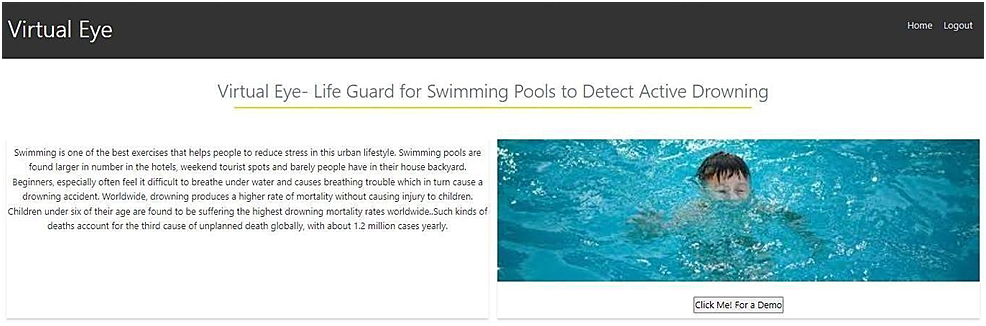 Virtual Eye
Home Logout
Virtual Eye- Life Guard for Swimming Pools to Detect Active Drowning
Swimming is one of the best exercises that helps people to reduce stress in this urban lifestyle. Swimming pools are
found larger in number in the hotels, weekend tourist spots and barely people have in their house backyard.
Beginners, especially often feel it difficult to breathe under water and causes breathing trouble which in turn cause a
drowning accident. Worldwide, drowning produces a higher rate of mortality without causing injury to children.
Children under six of their age are found to be suffering the highest drowning mortality rates worldwide..Such kinds of
deaths account for the third cause of unplanned death globally, with about 1.2 million cases yearly.
Click Me! For a Demo